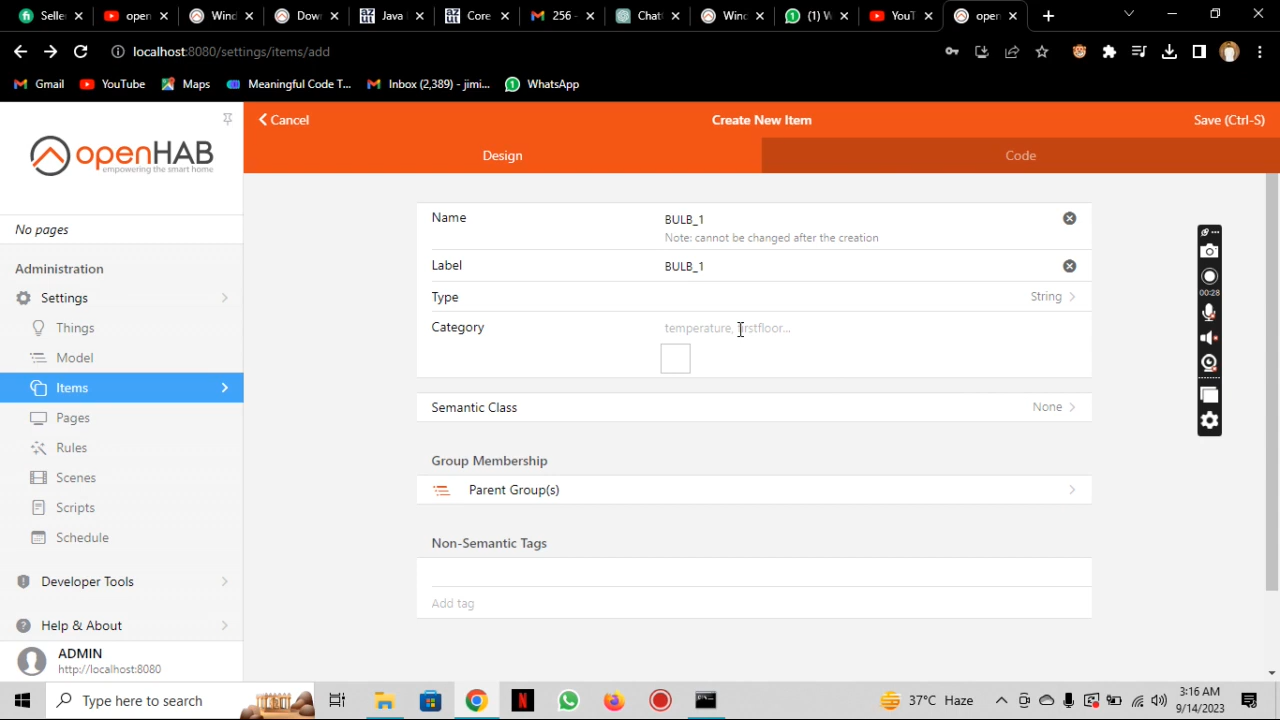 Seller
open
Wind
Dow
Java
Core
256 -
Chat
Wind
(1) W
YouT
open
localhost:8080/settings/items/add
Gmail
YouTube
Maps
Meaningful Code T...
Inbox (2,389) - jimi...
WhatsApp
openHAB
empowering the smart home
Cancel
Create New Item
Save (Ctrl-S)
Design
Code
No pages
Administration
Settings
Things
Model
Items
Pages
Rules
Scenes
Scripts
Schedule
Developer Tools
Help & About
ADMIN
http://localhost:8080
Name
BULB_1
Note: cannot be changed after the creation
Label
BULB_1
Type
String
Category
temperature, firstfloor...
Semantic Class
None
Group Membership
Parent Group(s)
Non-Semantic Tags
Add tag
00:28
Type here to search
37°C Haze
3:16 AM
9/14/2023